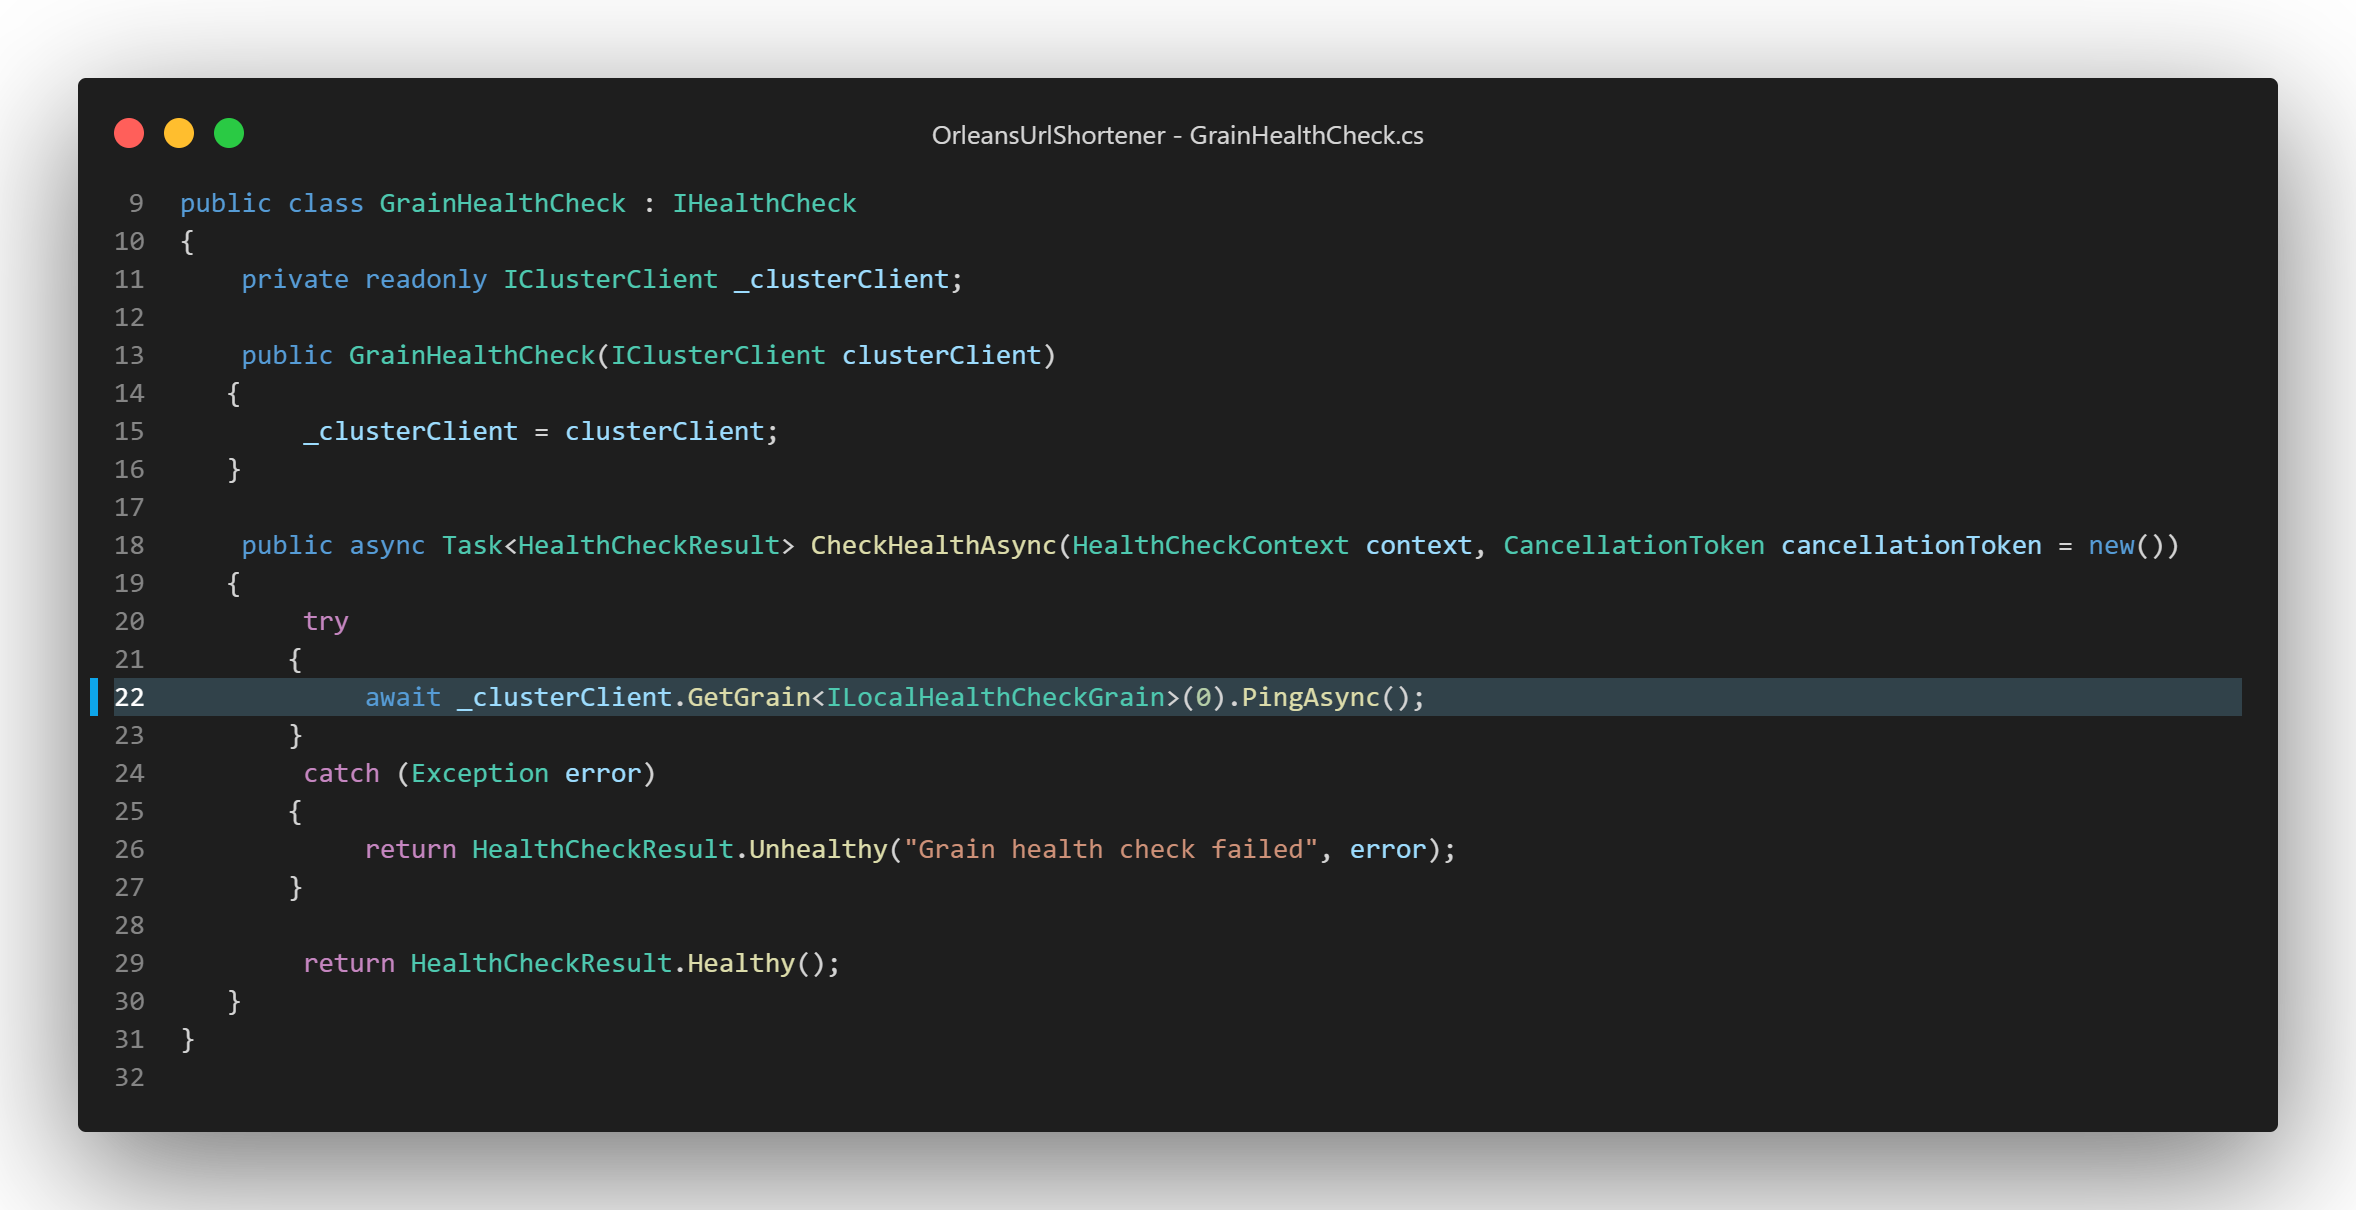 OrleansUrlShortener - GrainHealthCheck.cs
9 public class GrainHealthCheck : IHealthCheck
10 {
11     private readonly IClusterClient _clusterClient;
12
13     public GrainHealthCheck(IClusterClient clusterClient)
14    {
15         _clusterClient = clusterClient;
16    }
17
18     public async Task<HealthCheckResult> CheckHealthAsync(HealthCheckContext context, CancellationToken cancellationToken = new())
19    {
20         try
21        {
22             await _clusterClient.GetGrain<ILocalHealthCheckGrain>(0).PingAsync();
23        }
24         catch (Exception error)
25        {
26             return HealthCheckResult.Unhealthy("Grain health check failed", error);
27        }
28
29         return HealthCheckResult.Healthy();
30    }
31 }
32